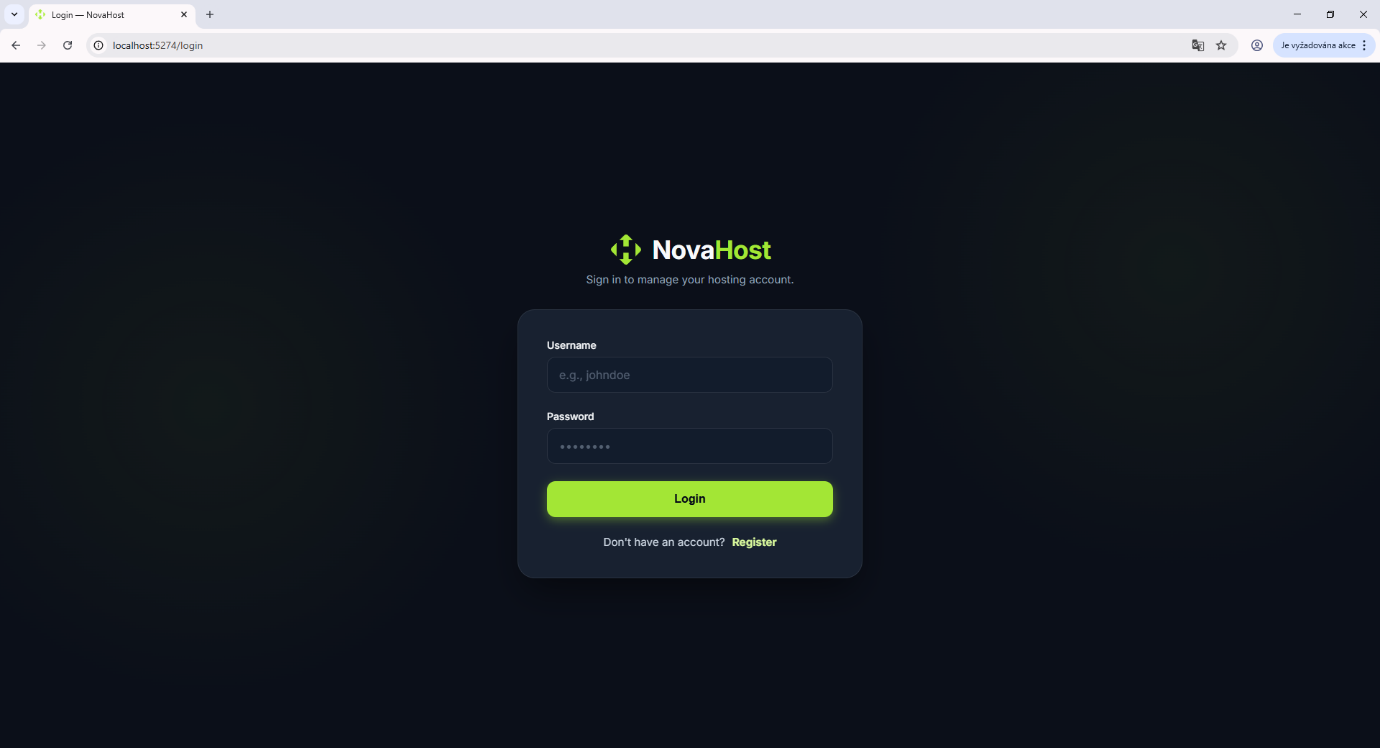 Login — NovaHost
localhost:5274/login
Je vyžadována akce
NovaHost
Sign in to manage your hosting account.
Username
e.g., johndoe
Password
••••••••
Login
Don't have an account? Register